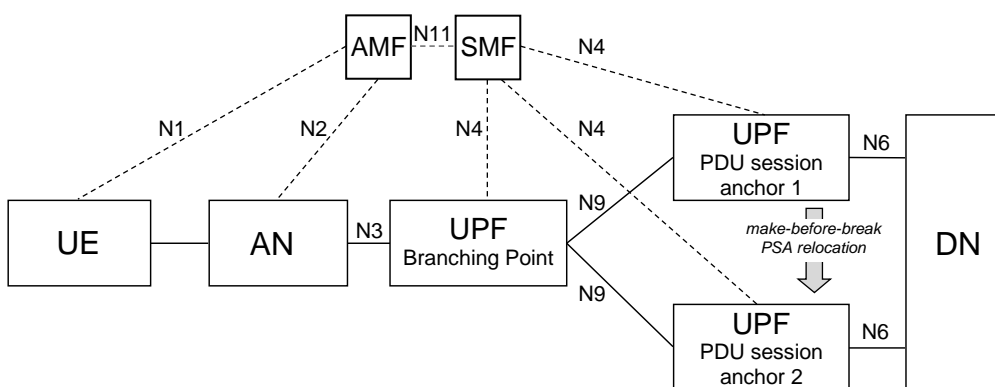 N11
AMF
SMF
N4
N1
N2
N4
N4
UPF
PDU session
anchor 1
N6
N9
make-before-break
PSA relocation
UE
AN
N3
UPF
Branching Point
DN
N9
UPF
PDU session
anchor 2
N6